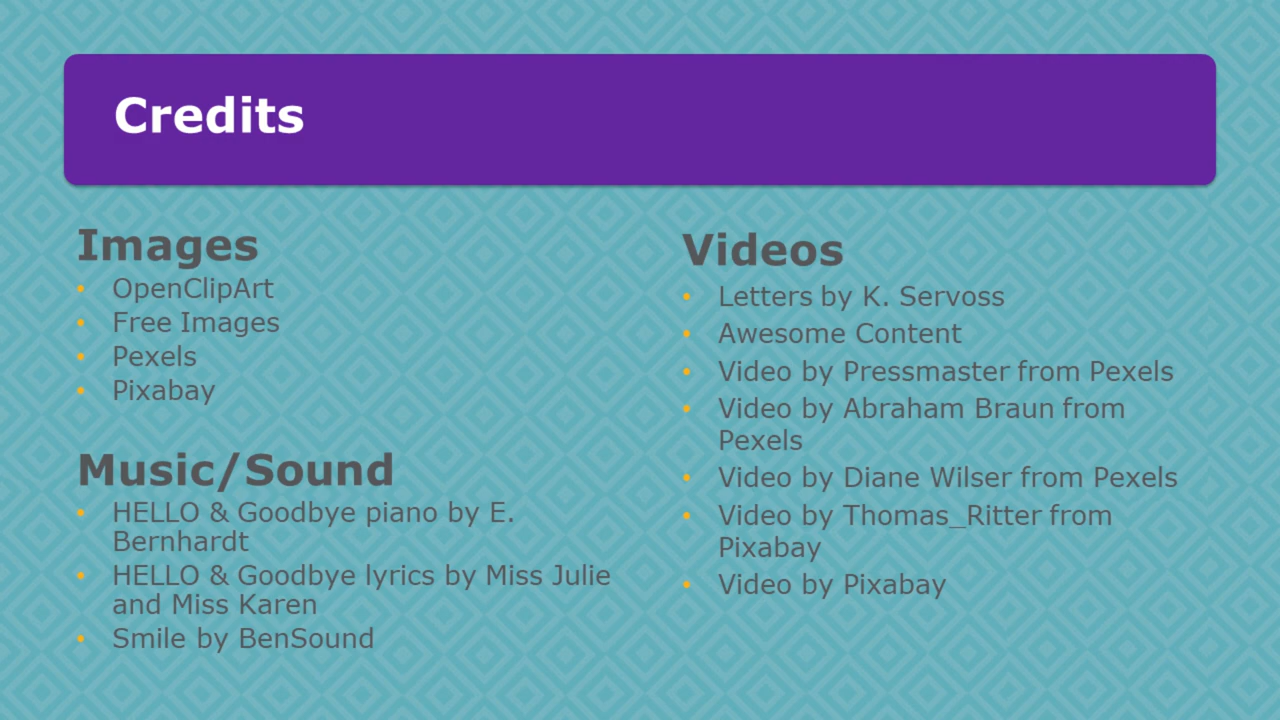 Credits
Images
• OpenClipArt
• Free Images
• Pexels
• Pixabay
Music/Sound
• HELLO & Goodbye piano by E.
Bernhardt
• HELLO & Goodbye lyrics by Miss Julie
and Miss Karen
• Smile by BenSound
Videos
• Letters by K. Servoss
• Awesome Content
• Video by Pressmaster from Pexels
• Video by Abraham Braun from
Pexels
• Video by Diane Wilser from Pexels
• Video by Thomas_Ritter from
Pixabay
• Video by Pixabay